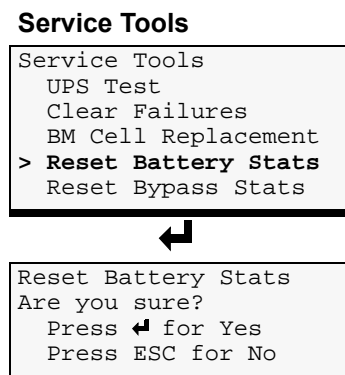 Service Tools
Service Tools
UPS Test
Clear Failures
BM Cell Replacement
> Reset Battery Stats
Reset Bypass Stats
↵
Reset Battery Stats
Are you sure?
Press ↵ for Yes
Press ESC for No